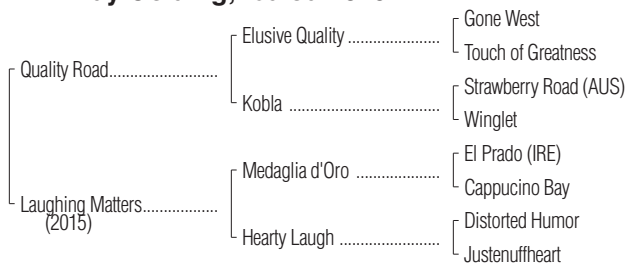 Gone West
Elusive Quality
Touch of Greatness
Quality Road
Strawberry Road (AUS)
Kobla
Winglet
El Prado (IRE)
Medaglia d'Oro
Cappucino Bay
Laughing Matters
(2015)
Distorted Humor
Hearty Laugh
Justenuffheart